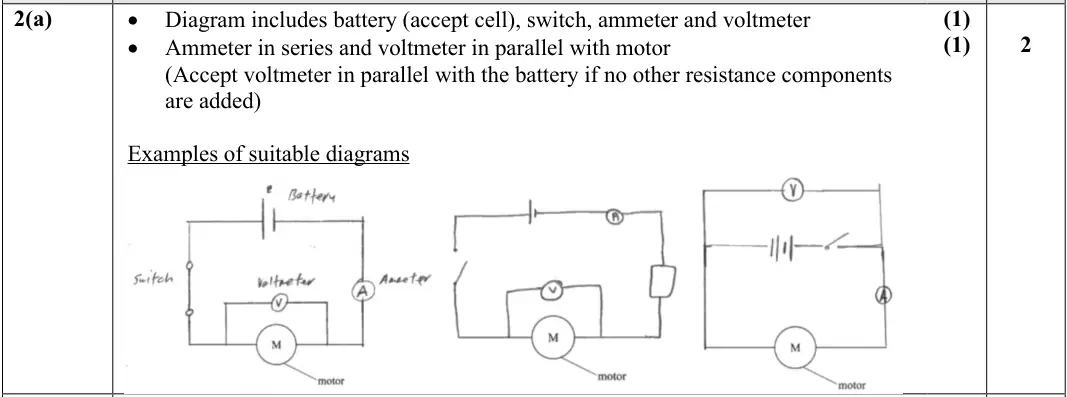 2(a)
• Diagram includes battery (accept cell), switch, ammeter and voltmeter (1)
• Ammeter in series and voltmeter in parallel with motor (1) 2
(Accept voltmeter in parallel with the battery if no other resistance components
are added)
Examples of suitable diagrams
Battery
Switch
Voltmeter
V
A
Ameter
M
motor
A
V
M
motor
V
A
M
motor